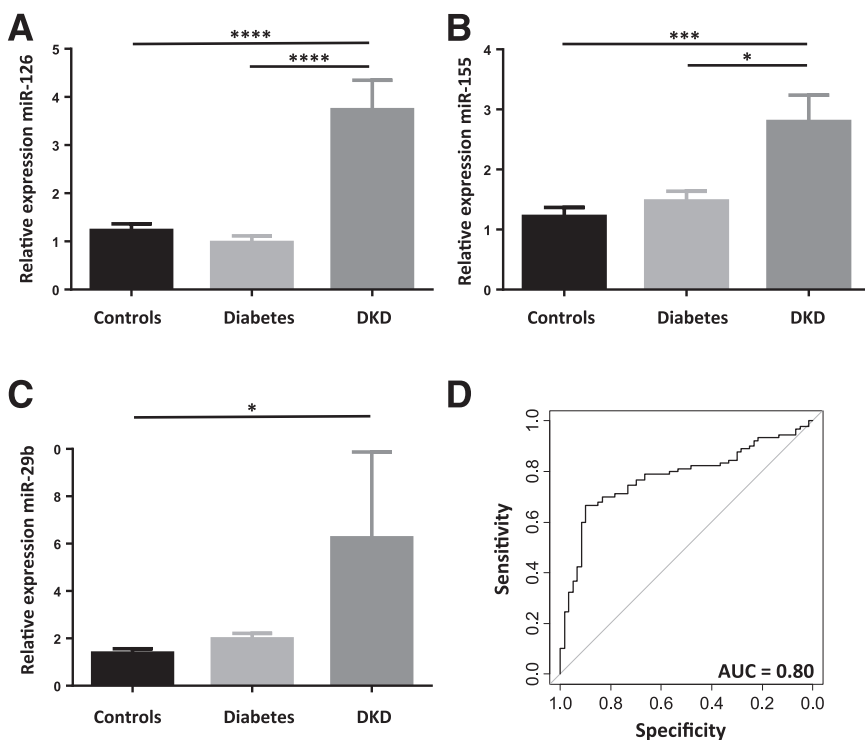 A
****
****
Relative expression miR-126
5
4
3
2
1
0
Controls Diabetes DKD
B
***
*
Relative expression miR-155
4
3
2
1
0
Controls Diabetes DKD
C
*
Relative expression miR-29b
0
8
6
4
2
0
Controls Diabetes DKD
D
Sensitivity
1.0
0.8
0.6
0.4
0.2
0.0
AUC = 0.80
1.0 0.8 0.6 0.4 0.2 0.0
Specificity